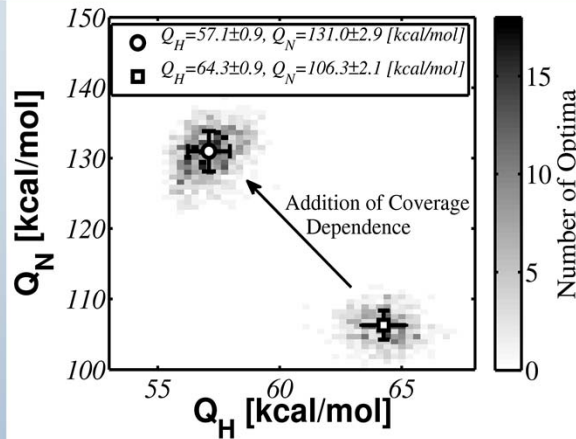 150
140
130
120
110
100
Q_N [kcal/mol]
Q_H=57.1±0.9, Q_N=131.0±2.9 [kcal/mol]
Q_H=64.3±0.9, Q_N=106.3±2.1 [kcal/mol]
Addition of Coverage
Dependence
55 60 65
Q_H [kcal/mol]
15
10
5
0
Number of Optima